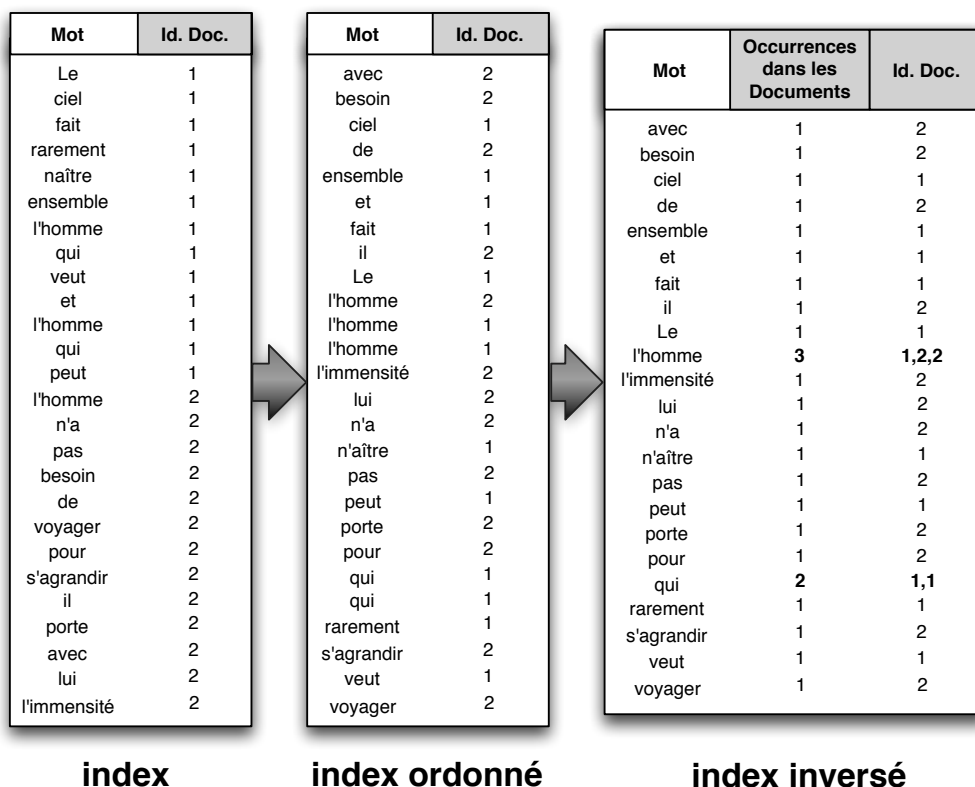 Mot Id. Doc.
Le 1
ciel 1
fait 1
rarement 1
naître 1
ensemble 1
l'homme 1
qui 1
veut 1
et 1
l'homme 1
qui 1
peut 1
l'homme 2
n'a 2
pas 2
besoin 2
de 2
voyager 2
pour 2
s'agrandir 2
il 2
porte 2
avec 2
lui 2
l'immensité 2
index
Mot Id. Doc.
avec 2
besoin 2
ciel 1
de 2
ensemble 1
et 1
fait 1
il 2
Le 1
l'homme 2
l'homme 1
l'homme 1
l'immensité 2
lui 2
n'a 2
n'aître 1
pas 2
peut 1
porte 2
pour 2
qui 1
qui 1
rarement 1
s'agrandir 2
veut 1
voyager 2
index ordonné
Mot Occurrences dans les Documents Id. Doc.
avec 1 2
besoin 1 2
ciel 1 1
de 1 2
ensemble 1 1
et 1 1
fait 1 1
il 1 2
Le 1 1
l'homme 3 1,2,2
l'immensité 1 2
lui 1 2
n'a 1 2
n'aître 1 1
pas 1 2
peut 1 1
porte 1 2
pour 1 2
qui 2 1,1
rarement 1 1
s'agrandir 1 2
veut 1 1
voyager 1 2
index inversé